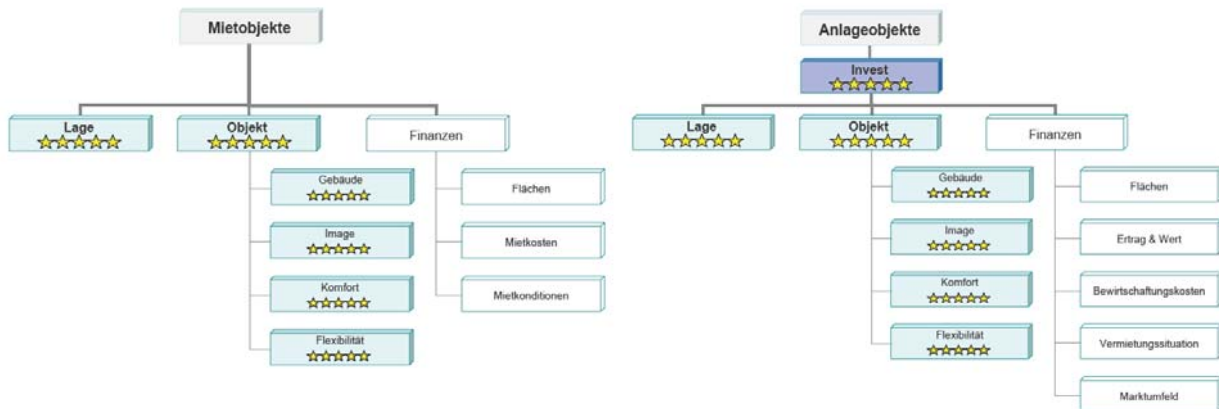 Mietobjekte
Lage
Objekt
Finanzen
Gebäude
Image
Komfort
Flexibilität
Flächen
Mietkosten
Mietkonditionen
Anlageobjekte
Invest
Lage
Objekt
Finanzen
Gebäude
Image
Komfort
Flexibilität
Flächen
Ertrag & Wert
Bewirtschaftungskosten
Vermietungssituation
Marktumfeld